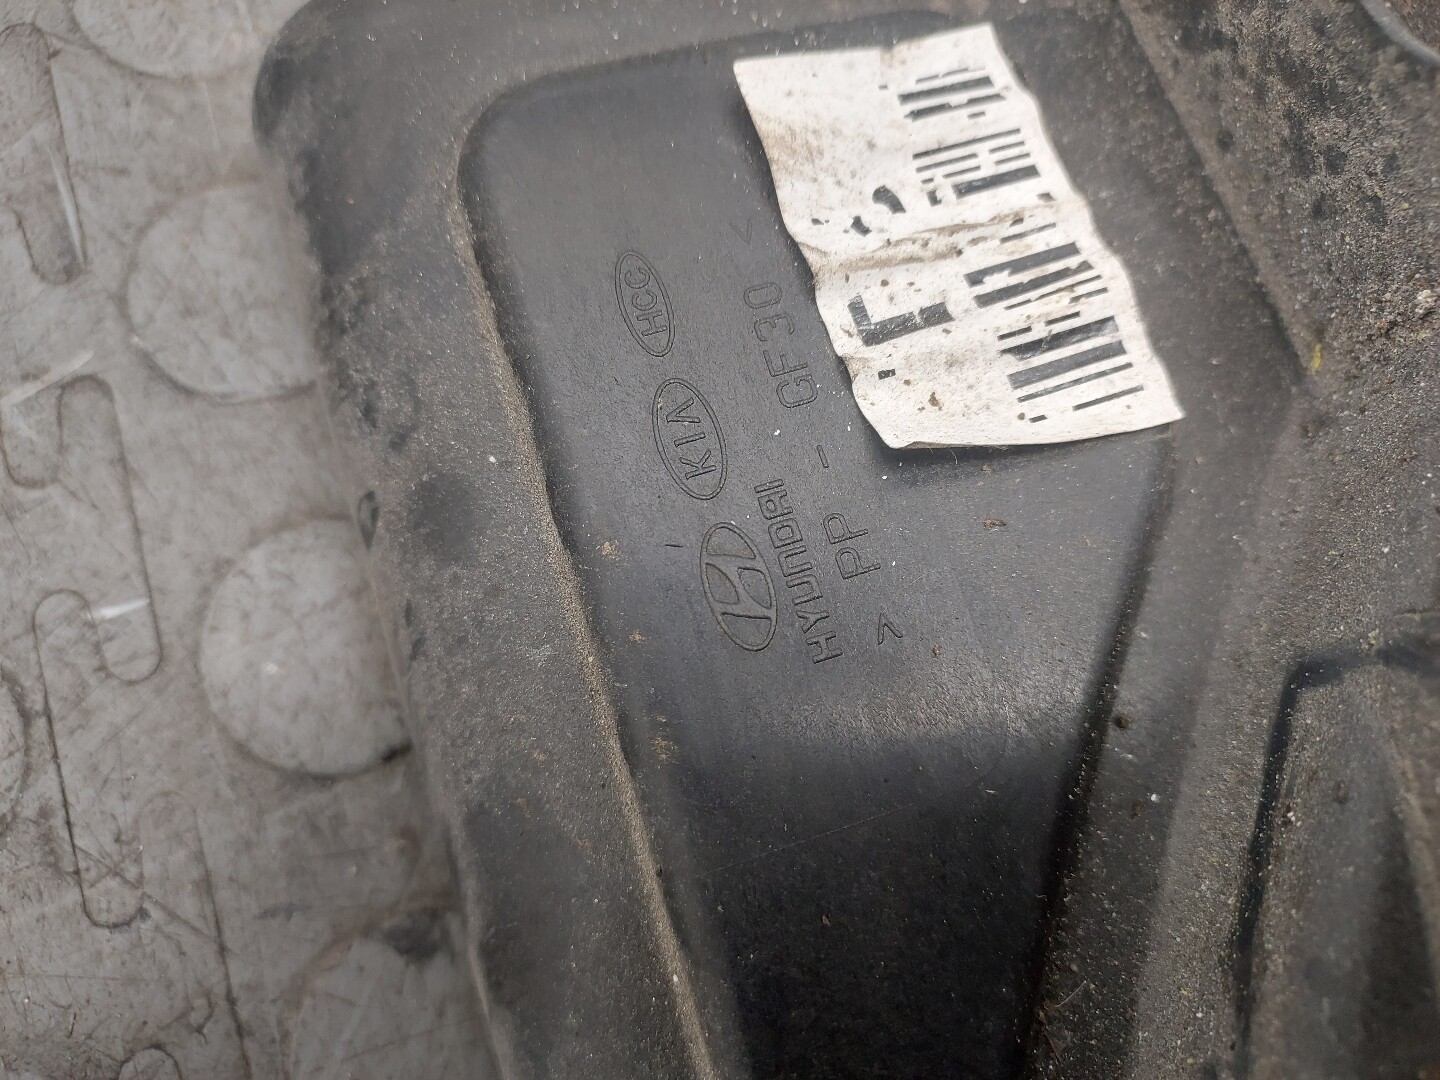 KIA HCC
HYUNDAI
> PP - GF30 <